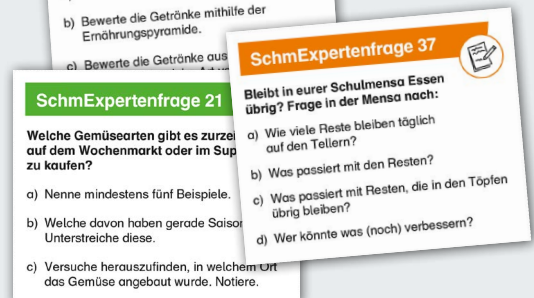 b) Bewerte die Getränke mithilfe der
Ernährungspyramide.
c) Bewerte die Getränke aus
SchmExpertenfrage 37
Bleibt in eurer Schulmensa Essen
übrig? Frage in der Mensa nach:
a) Wie viele Reste bleiben täglich
auf den Tellern?
b) Was passiert mit den Resten?
c) Was passiert mit Resten, die in den Töpfen
übrig bleiben?
d) Wer könnte was (noch) verbessern?
SchmExpertenfrage 21
Welche Gemüsearten gibt es
auf dem Wochenmarkt oder im
zu kaufen?
a) Nenne mindestens fünf Beispiele.
b) Welche davon haben gerade
Unterstreiche diese.
c) Versuche herauszufinden, in welchem Ort
das Gemüse angebaut wurde. Notiere.